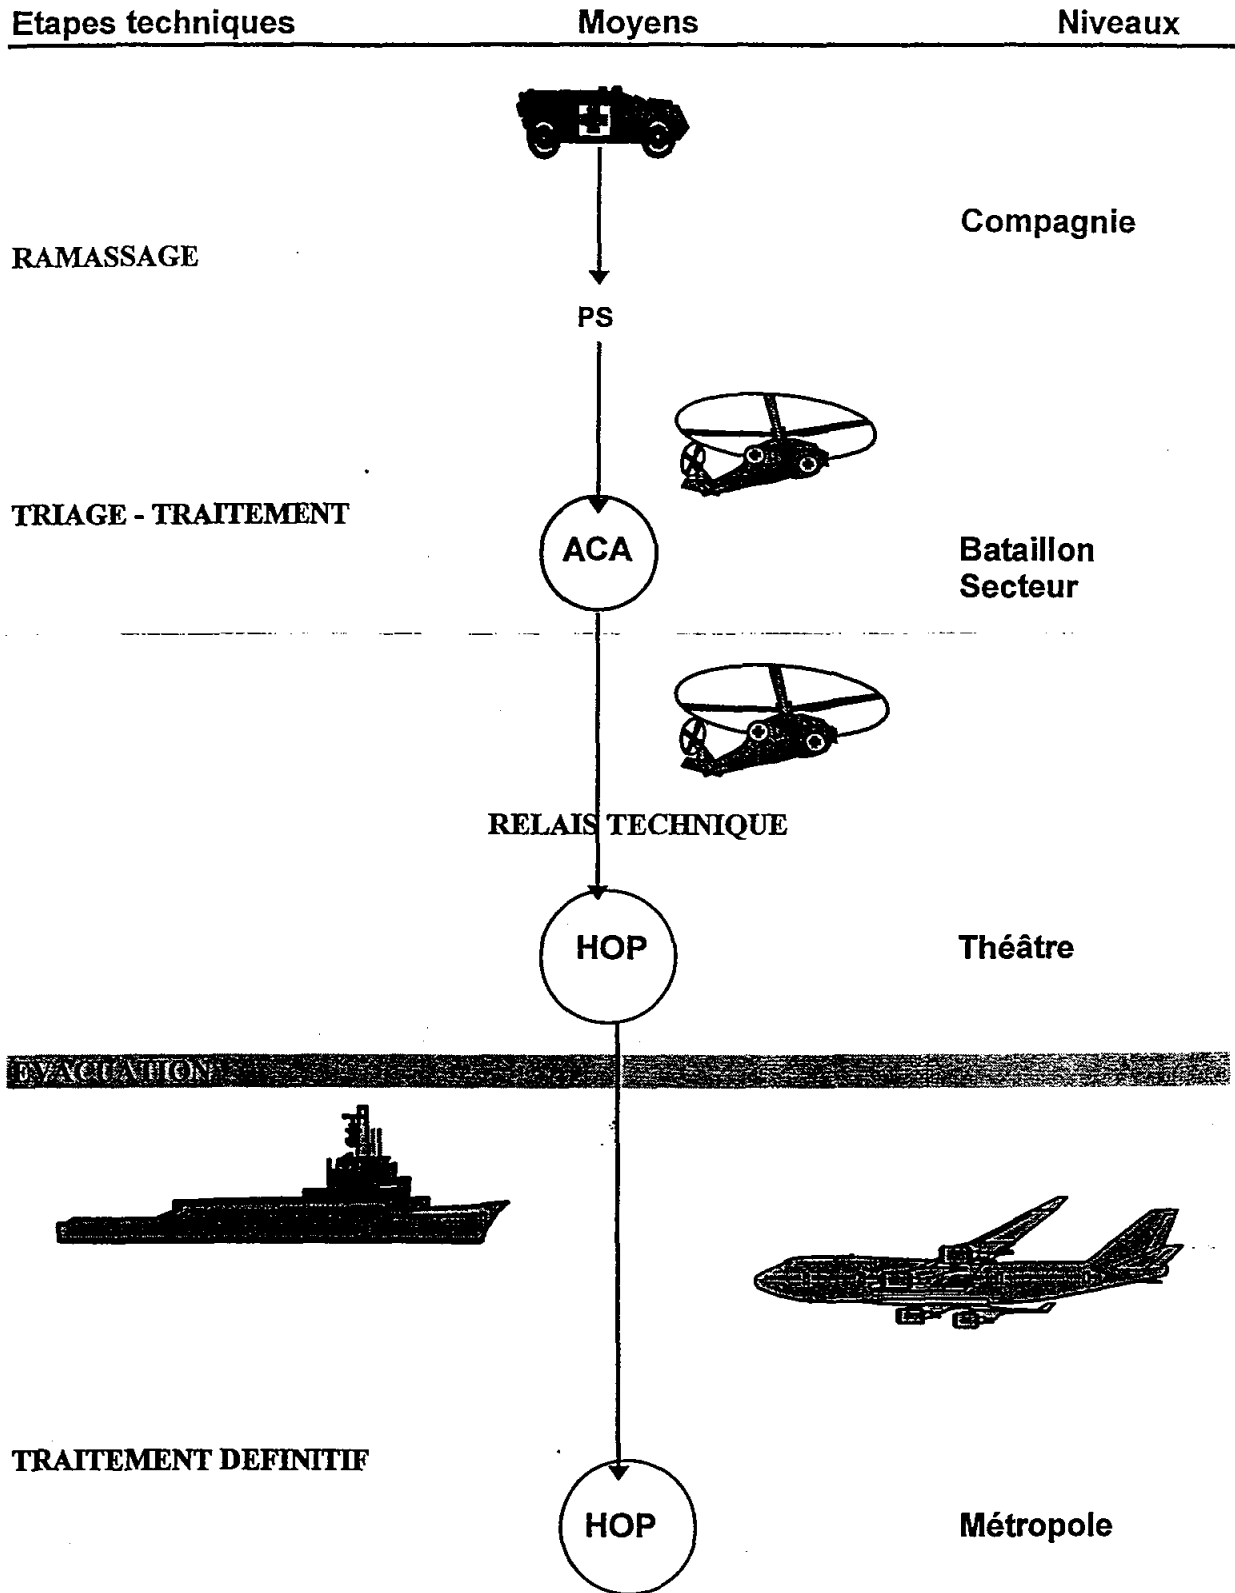 Etapes techniques Moyens Niveaux
Compagnie
RAMASSAGE
PS
TRIAGE - TRAITEMENT
ACA
Bataillon
Secteur
RELAIS TECHNIQUE
HOP
Théâtre
EVACUATION
TRAITEMENT DEFINITIF
HOP
Métropole